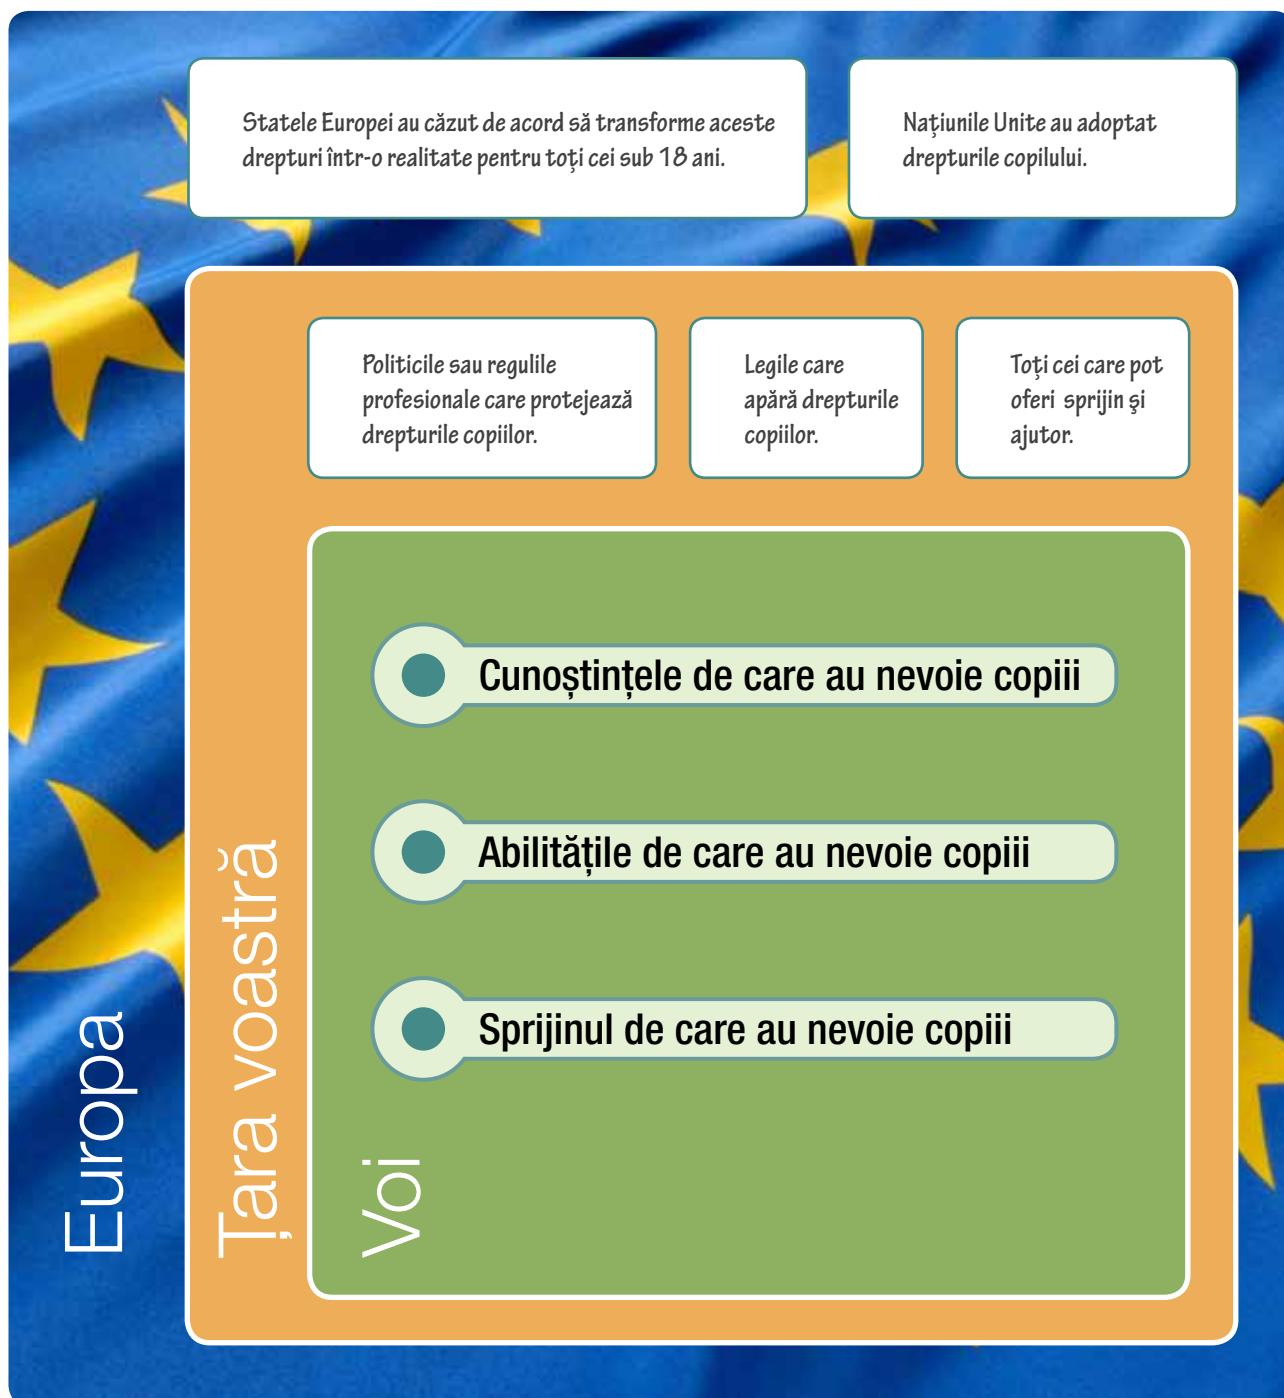 Statele Europei au căzut de acord să transforme aceste
drepturi într-o realitate pentru toți cei sub 18 ani.
Națiunile Unite au adoptat
drepturile copilului.
Politicile sau regulile
profesionale care protejează
drepturile copiilor.
Legile care
apără drepturile
copiilor.
Toți cei care pot
oferi sprijin și
ajutor.
Cunoștințele de care au nevoie copiii
Abilitățile de care au nevoie copiii
Sprijinul de care au nevoie copiii
Europa
Țara voastră
Voi